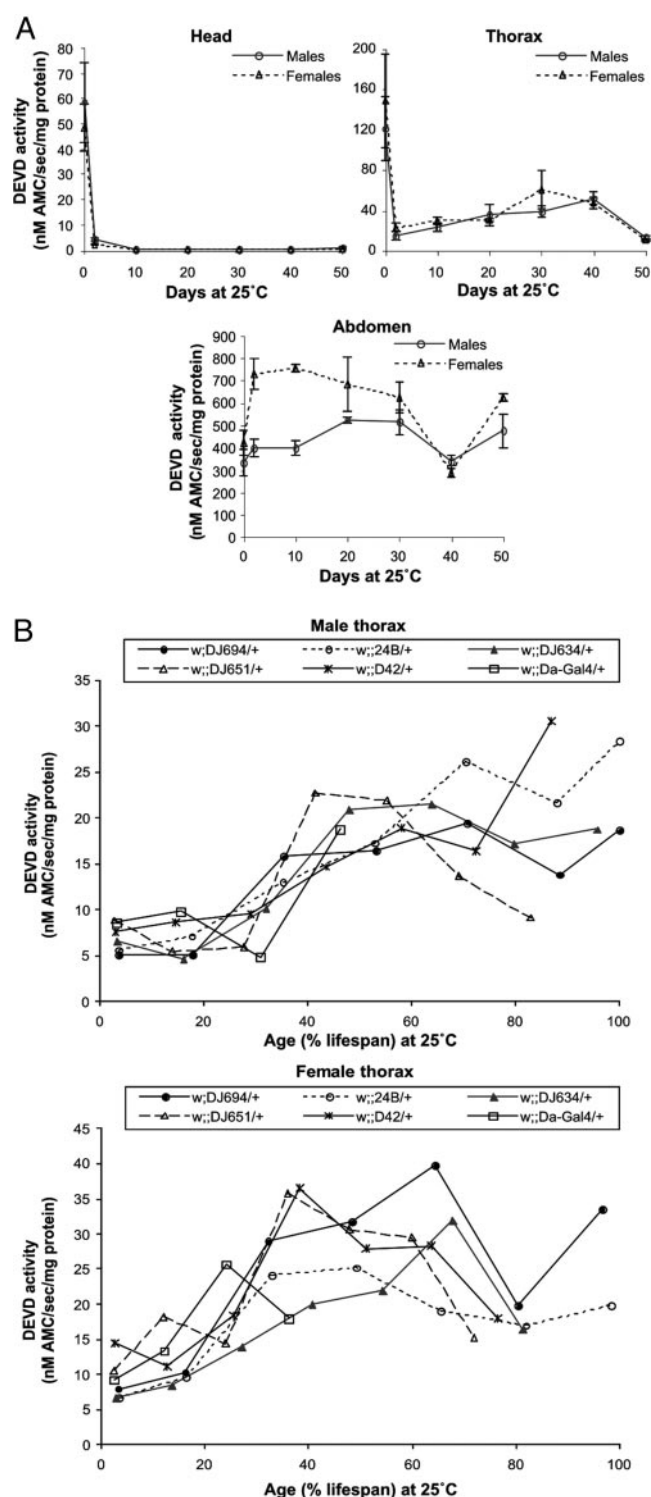 A
Head
Males
Females
DEVD activity
(nM AMC/sec/mg protein)
80
70
60
50
40
30
20
10
0
0 10 20 30 40 50
Days at 25˚C
Thorax
Males
Females
DEVD activity
(nM AMC/sec/mg protein)
200
160
120
80
40
0
0 10 20 30 40 50
Days at 25˚C
Abdomen
Males
Females
DEVD activity
(nM AMC/sec/mg protein)
900
800
700
600
500
400
300
200
100
0
0 10 20 30 40 50
Days at 25˚C
B
Male thorax
w;DJ694/+ w;;24B/+ w;;DJ634/+
w;;DJ651/+ w;;D42/+ w;;Da-Gal4/+
DEVD activity
(nM AMC/sec/mg protein)
35
30
25
20
15
10
5
0
0 20 40 60 80 100
Age (% lifespan) at 25˚C
Female thorax
w;DJ694/+ w;;24B/+ w;;DJ634/+
w;;DJ651/+ w;;D42/+ w;;Da-Gal4/+
DEVD activity
(nM AMC/sec/mg protein)
45
40
35
30
25
20
15
10
5
0
0 20 40 60 80 100
Age (% lifespan) at 25˚C